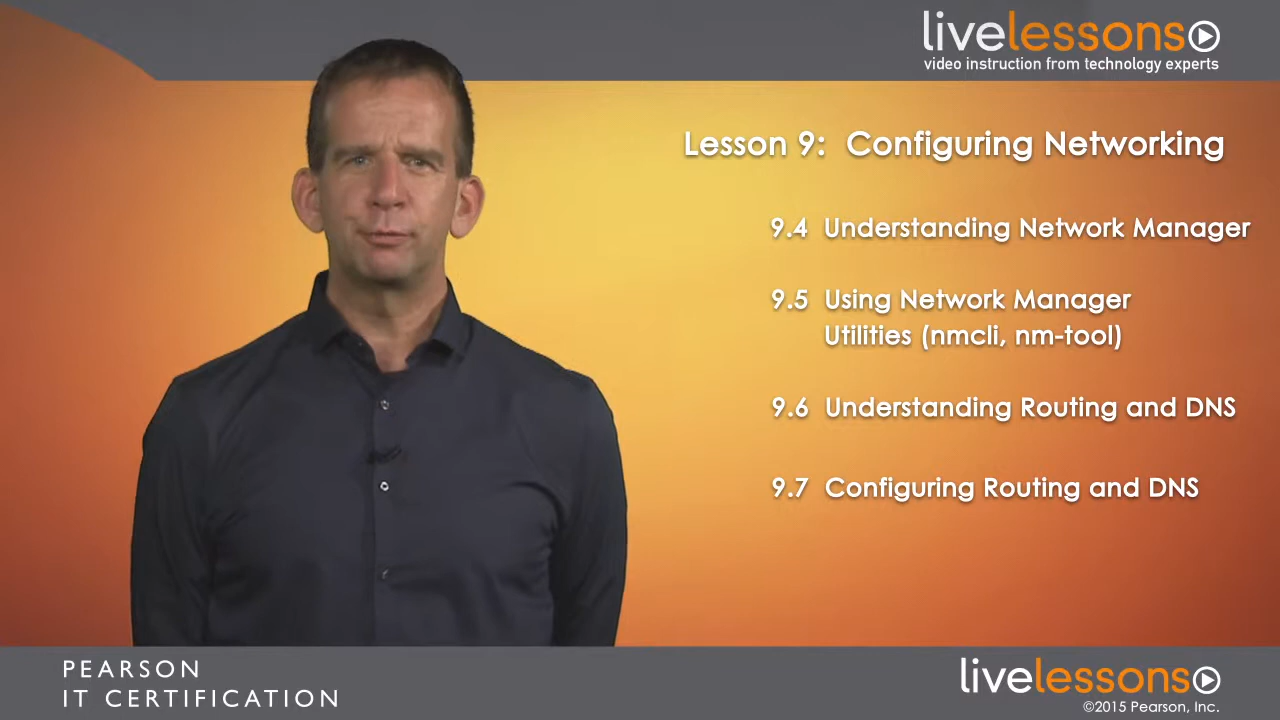 livelessons
video instruction from technology experts
Lesson 9: Configuring Networking
9.4 Understanding Network Manager
9.5 Using Network Manager
Utilities (nmcli, nm-tool)
9.6 Understanding Routing and DNS
9.7 Configuring Routing and DNS
PEARSON
IT CERTIFICATION
livelessons
©2015 Pearson, Inc.